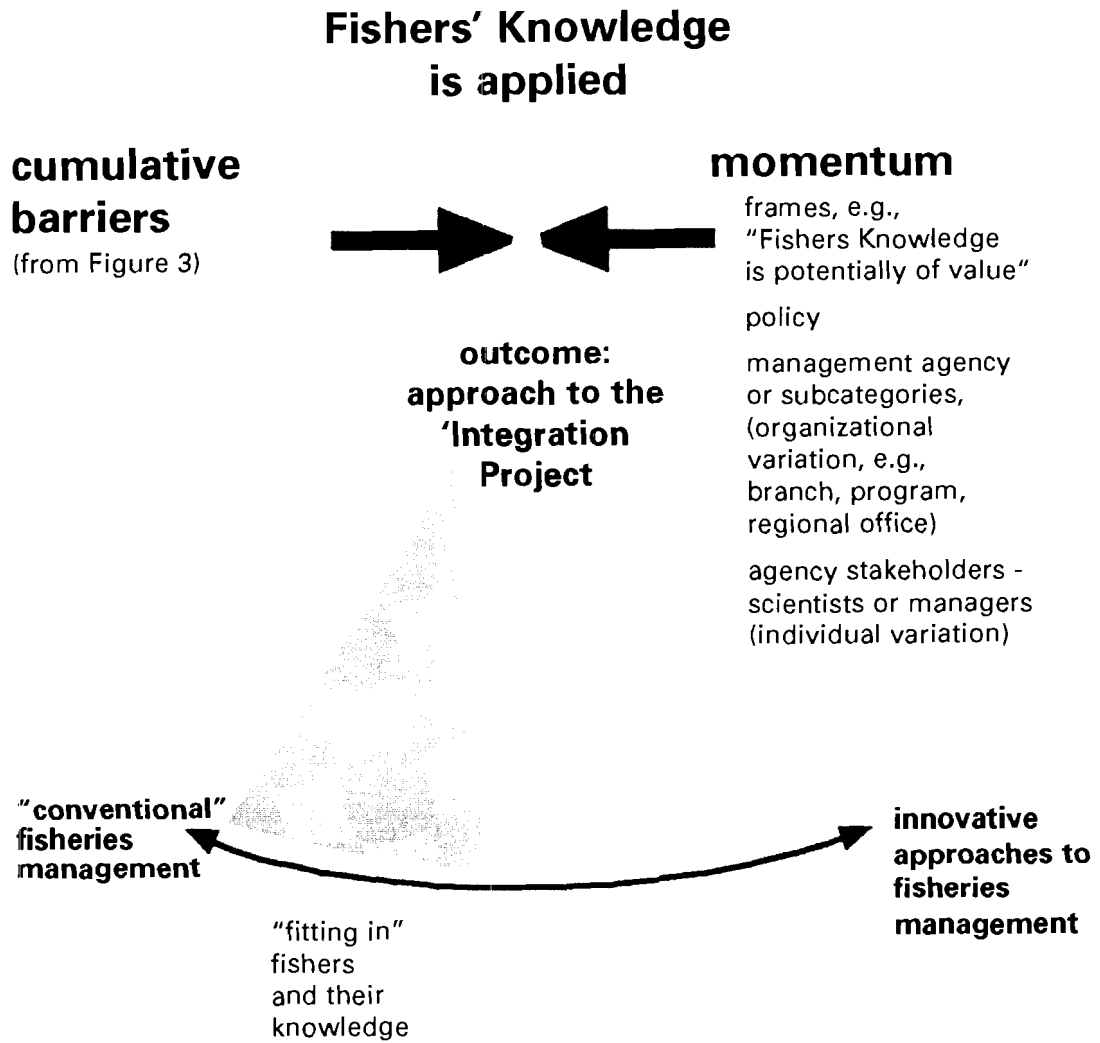 Fishers' Knowledge
is applied
cumulative
barriers
(from Figure 3)
momentum
frames, e.g.,
"Fishers Knowledge
is potentially of value"
policy
management agency
or subcategories,
(organizational
variation, e.g.,
branch, program,
regional office)
agency stakeholders -
scientists or managers
(individual variation)
outcome:
approach to the
'Integration
Project
"conventional"
fisheries
management
"fitting in"
fishers
and their
knowledge
innovative
approaches to
fisheries
management